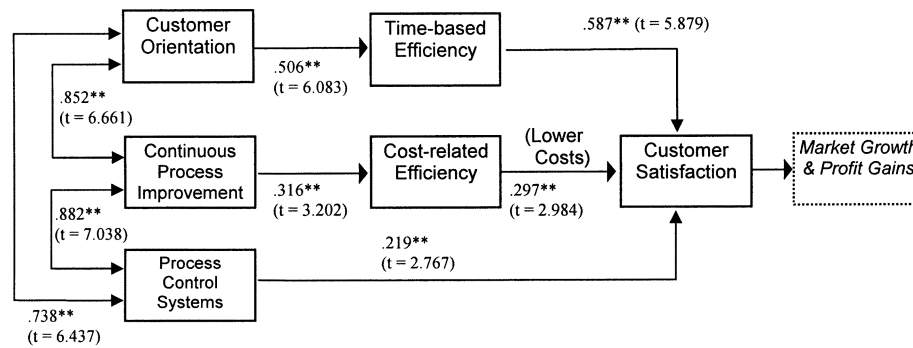 Customer
Orientation
Time-based
Efficiency
.587** (t = 5.879)
.506**
(t = 6.083)
.852**
(t = 6.661)
Continuous
Process
Improvement
Cost-related
Efficiency
(Lower
Costs)
Customer
Satisfaction
Market Growth
& Profit Gains
.316**
(t = 3.202)
.297**
(t = 2.984)
.882**
(t = 7.038)
.219**
(t = 2.767)
Process
Control
Systems
.738**
(t = 6.437)